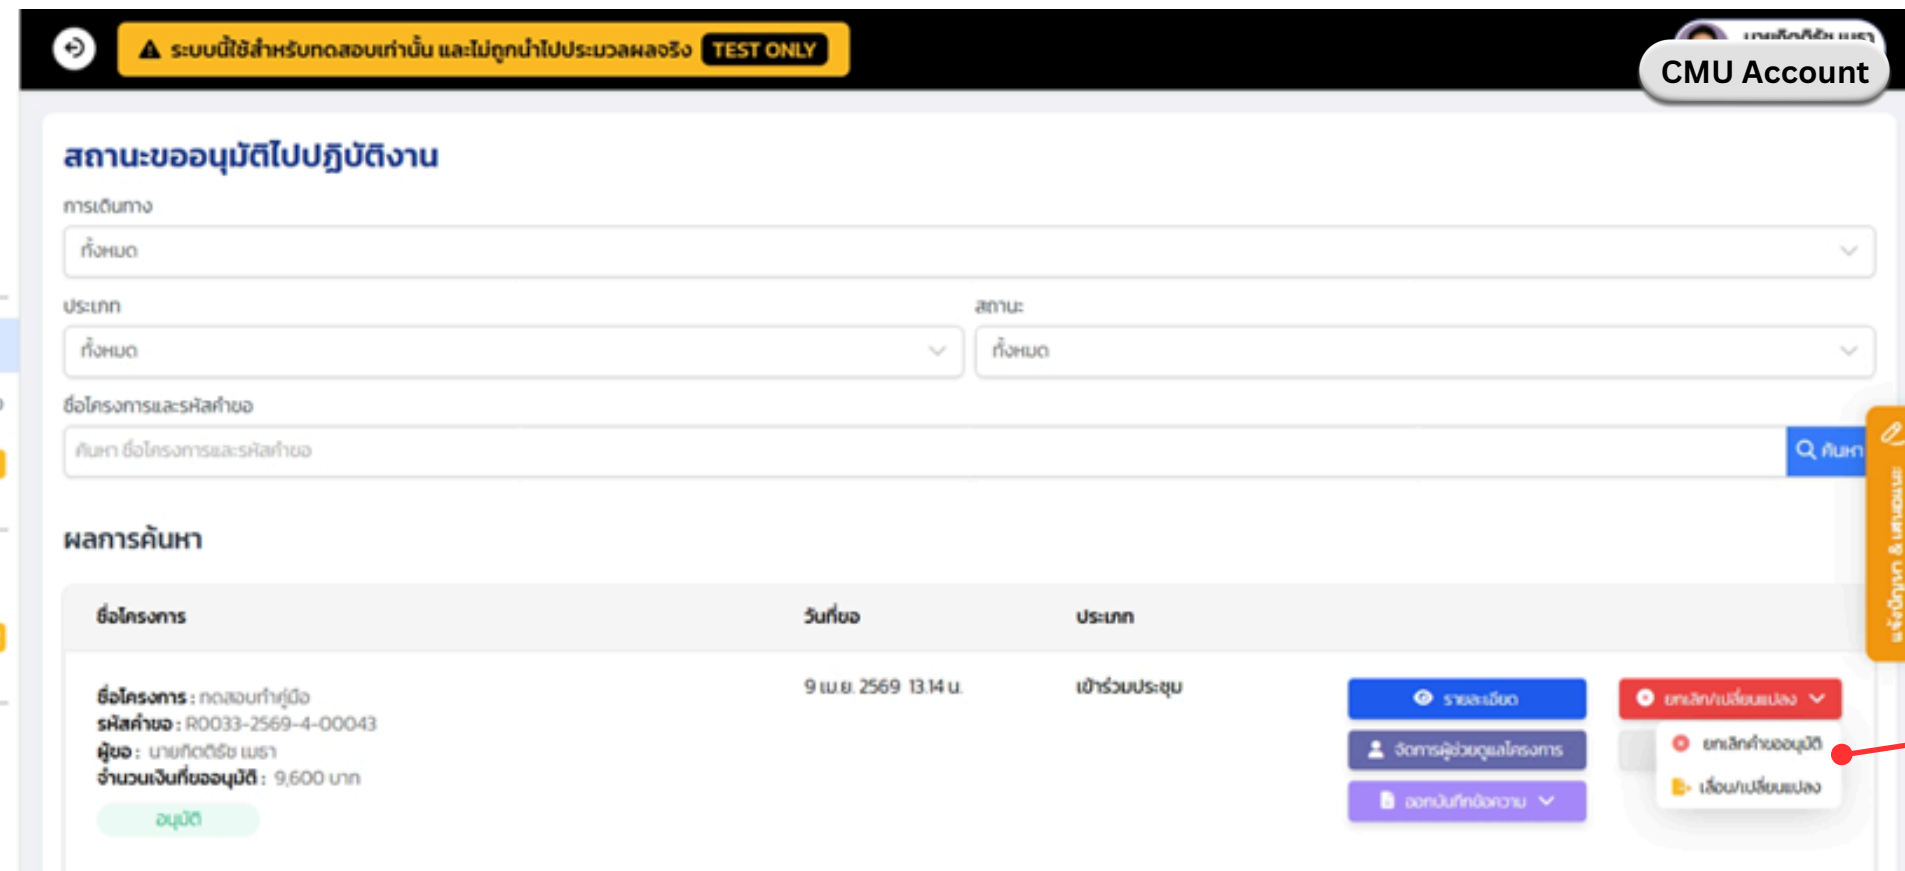 ระบบนี้ใช้สำหรับทดสอบเท่านั้น และไม่ถูกนำไปประมวลผลจริง TEST ONLY
CMU Account
สถานะขออนุมัติไปปฏิบัติงาน
การเดินทาง
ทั้งหมด
ประเภท
สถานะ
ทั้งหมด
ทั้งหมด
ชื่อโครงการและรหัสคำขอ
ค้นหา ชื่อโครงการและรหัสคำขอ
ค้นหา
แจ้งปัญหา & เสนอแนะ
ผลการค้นหา
ชื่อโครงการ วันที่ขอ ประเภท
ชื่อโครงการ : ทดสอบทำคู่มือ
9 เม.ย. 2569 13.14 น.
เข้าร่วมประชุม
รายละเอียด
ยกเลิก/เปลี่ยนแปลง
รหัสคำขอ : R0033-2569-4-00043
ผู้ขอ : นายกิตติรัช เมธา
จัดการผู้ช่วยดูแลโครงการ
ยกเลิกคำขออนุมัติ
จำนวนเงินที่ขออนุมัติ : 9,600 บาท
ออกบันทึกข้อความ
เลื่อน/เปลี่ยนแปลง
อนุมัติ